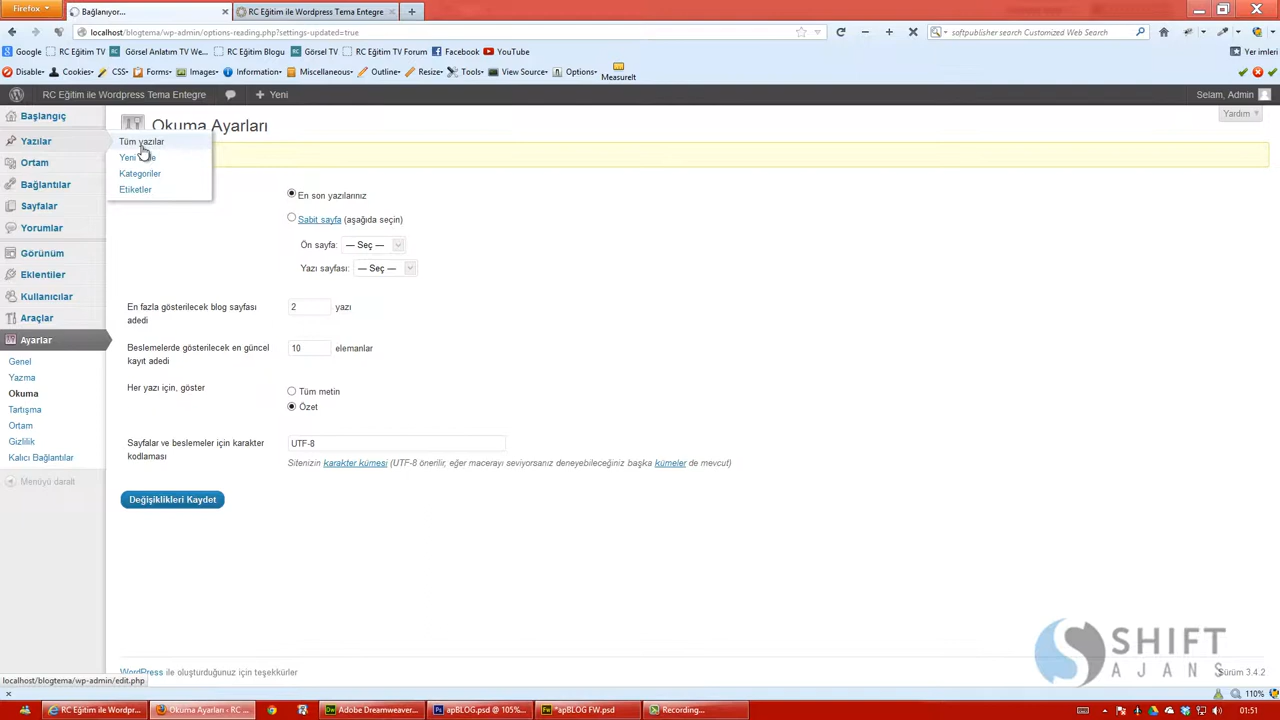 Firefox
Bağlanıyor...
RC Eğitim ile Wordpress Tema Entegre
localhost/blogtema/wp-admin/options-reading.php?settings-updated=true
softpublisher search Customized Web Search
Google RC Eğitim TV Görsel Anlatım TV We... RC Eğitim Blogu Görsel TV RC Eğitim TV Forum Facebook YouTube
Yer imleri
Disable Cookies CSS Forms Images Information Miscellaneous Outline Resize Tools View Source Options MeasureIt
RC Eğitim ile Wordpress Tema Entegre + Yeni
Selam, Admin
Başlangıç
Okuma Ayarları
Yardım
Yazılar
Tüm yazılar
Kategoriler
Etiketler
Ortam
Bağlantılar
Sayfalar
Yorumlar
Görünüm
Eklentiler
Kullanıcılar
Araçlar
Ayarlar
Genel
Yazma
Okuma
Tartışma
Ortam
Gizlilik
Kalıcı Bağlantılar
Menüyü daralt
En son yazılarınız
Sabit sayfa (aşağıda seçin)
Ön sayfa: — Seç —
Yazı sayfası: — Seç —
En fazla gösterilecek blog sayfası
adedi
2 yazı
Beslemelerde gösterilecek en güncel
kayıt adedi
10 elemanlar
Her yazı için, göster
Tüm metin
Özet
Sayfalar ve beslemeler için karakter
kodlaması
UTF-8
Sitenizin karakter kümesi (UTF-8 önerilir, eğer macerayı seviyorsanız deneyebileceğiniz başka kümeler de mevcut)
Değişiklikleri Kaydet
SHIFT
AJANS
WordPress ile oluşturduğunuz için teşekkürler
Sürüm 3.4.2
localhost/blogtema/wp-admin/edit.php
110%
RC Eğitim ile Wordpr... Okuma Ayarları ‹ RC ... Adobe Dreamweaver... apBLOG.psd @ 105%... *apBLOG FW.psd Recording...
01:51